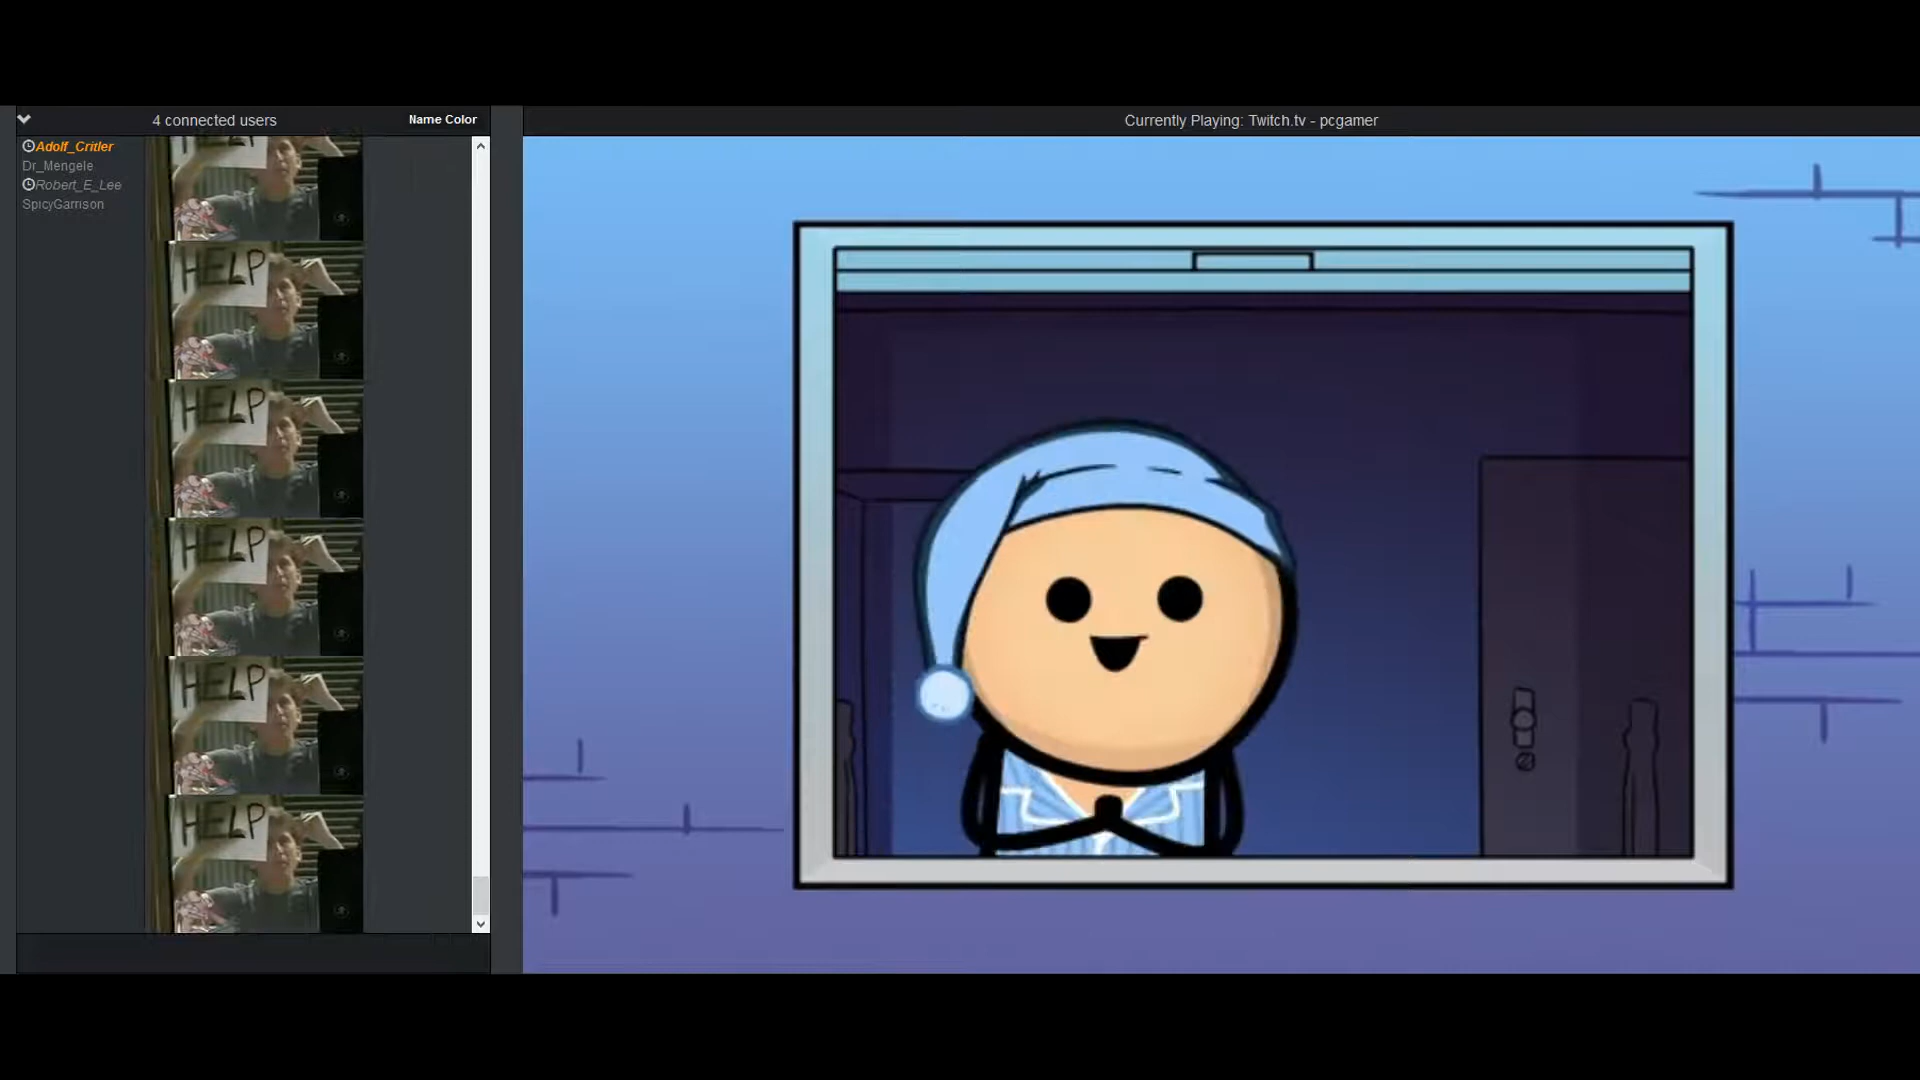 4 connected users
Name Color
Currently Playing: Twitch.tv - pcgamer
Adolf_Critler
Dr_Mengele
Robert_E_Lee
SpicyGarrison
HELP
HELP
HELP
HELP
HELP
HELP